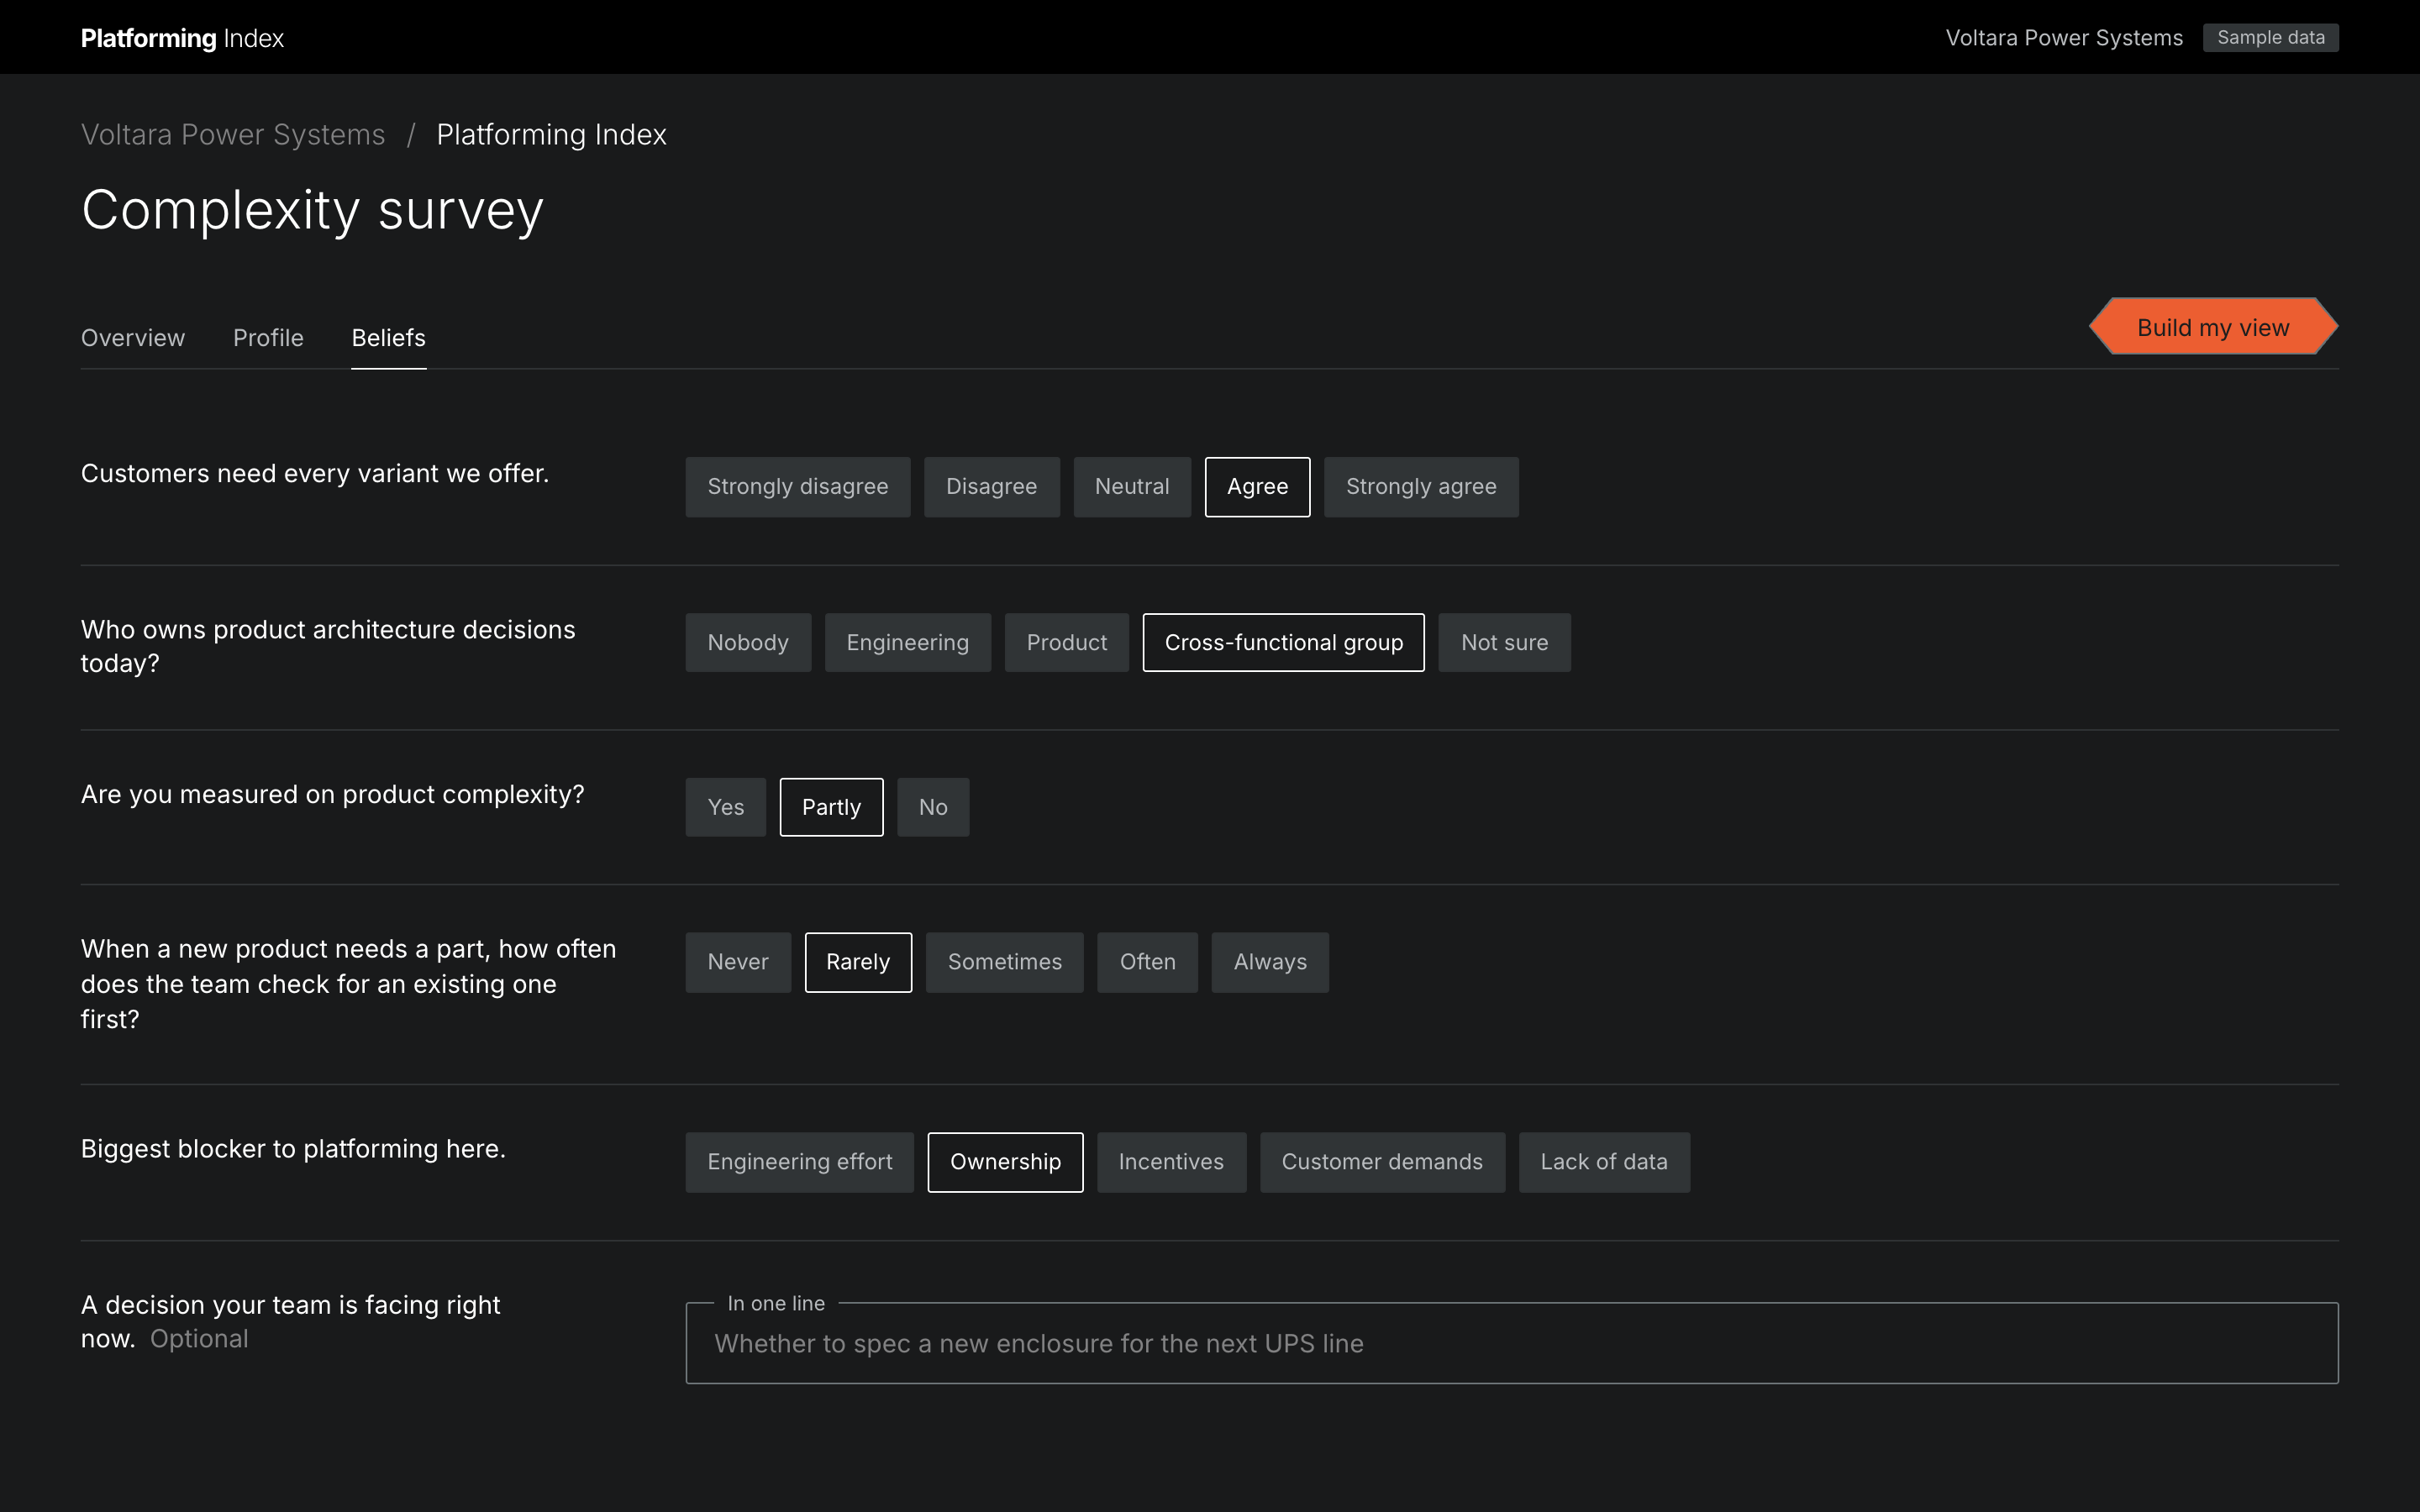 Platforming Index
Voltara Power Systems Sample data
Voltara Power Systems / Platforming Index
Complexity survey
Overview Profile Beliefs
Build my view
Customers need every variant we offer.
Strongly disagree Disagree Neutral Agree Strongly agree
Who owns product architecture decisions
today?
Nobody Engineering Product Cross-functional group Not sure
Are you measured on product complexity?
Yes Partly No
When a new product needs a part, how often
does the team check for an existing one
first?
Never Rarely Sometimes Often Always
Biggest blocker to platforming here.
Engineering effort Ownership Incentives Customer demands Lack of data
A decision your team is facing right
now. Optional
In one line
Whether to spec a new enclosure for the next UPS line